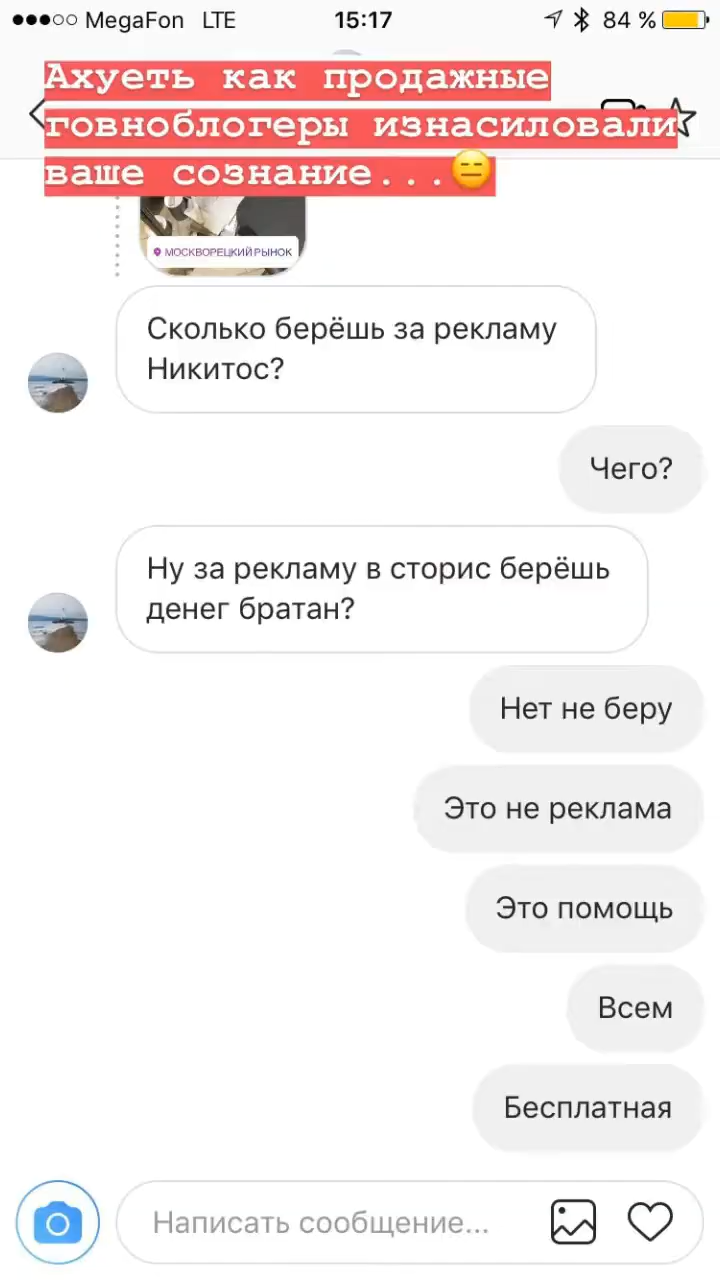 MegaFon LTE 15:17 84 %
Ахуеть как продажные
говноблогеры изнасиловали
ваше сознание...😑
МОСКВОРЕЦКИЙ РЫНОК
Сколько берёшь за рекламу
Никитос?
Чего?
Ну за рекламу в сторис берёшь
денег братан?
Нет не беру
Это не реклама
Это помощь
Всем
Бесплатная
Написать сообщение...